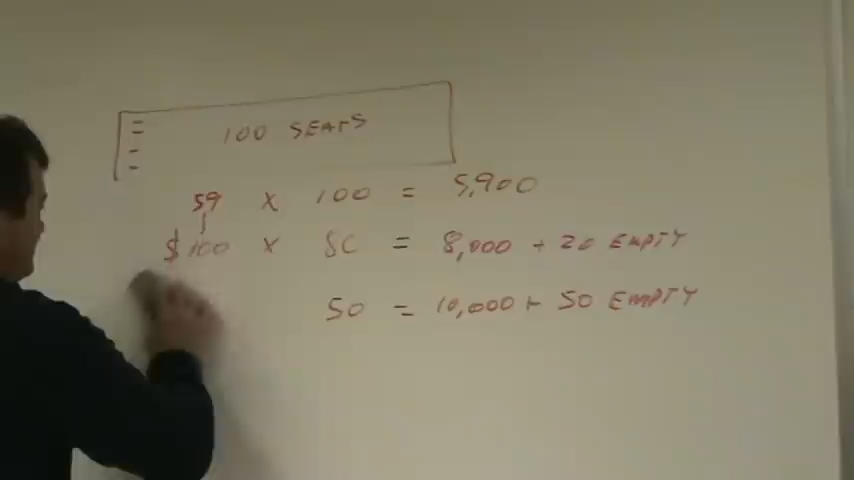 100 SEATS
59 x 100 = 5,900
$100 x 80 = 8,000 + 20 EMPTY
50 = 10,000 + 50 EMPTY